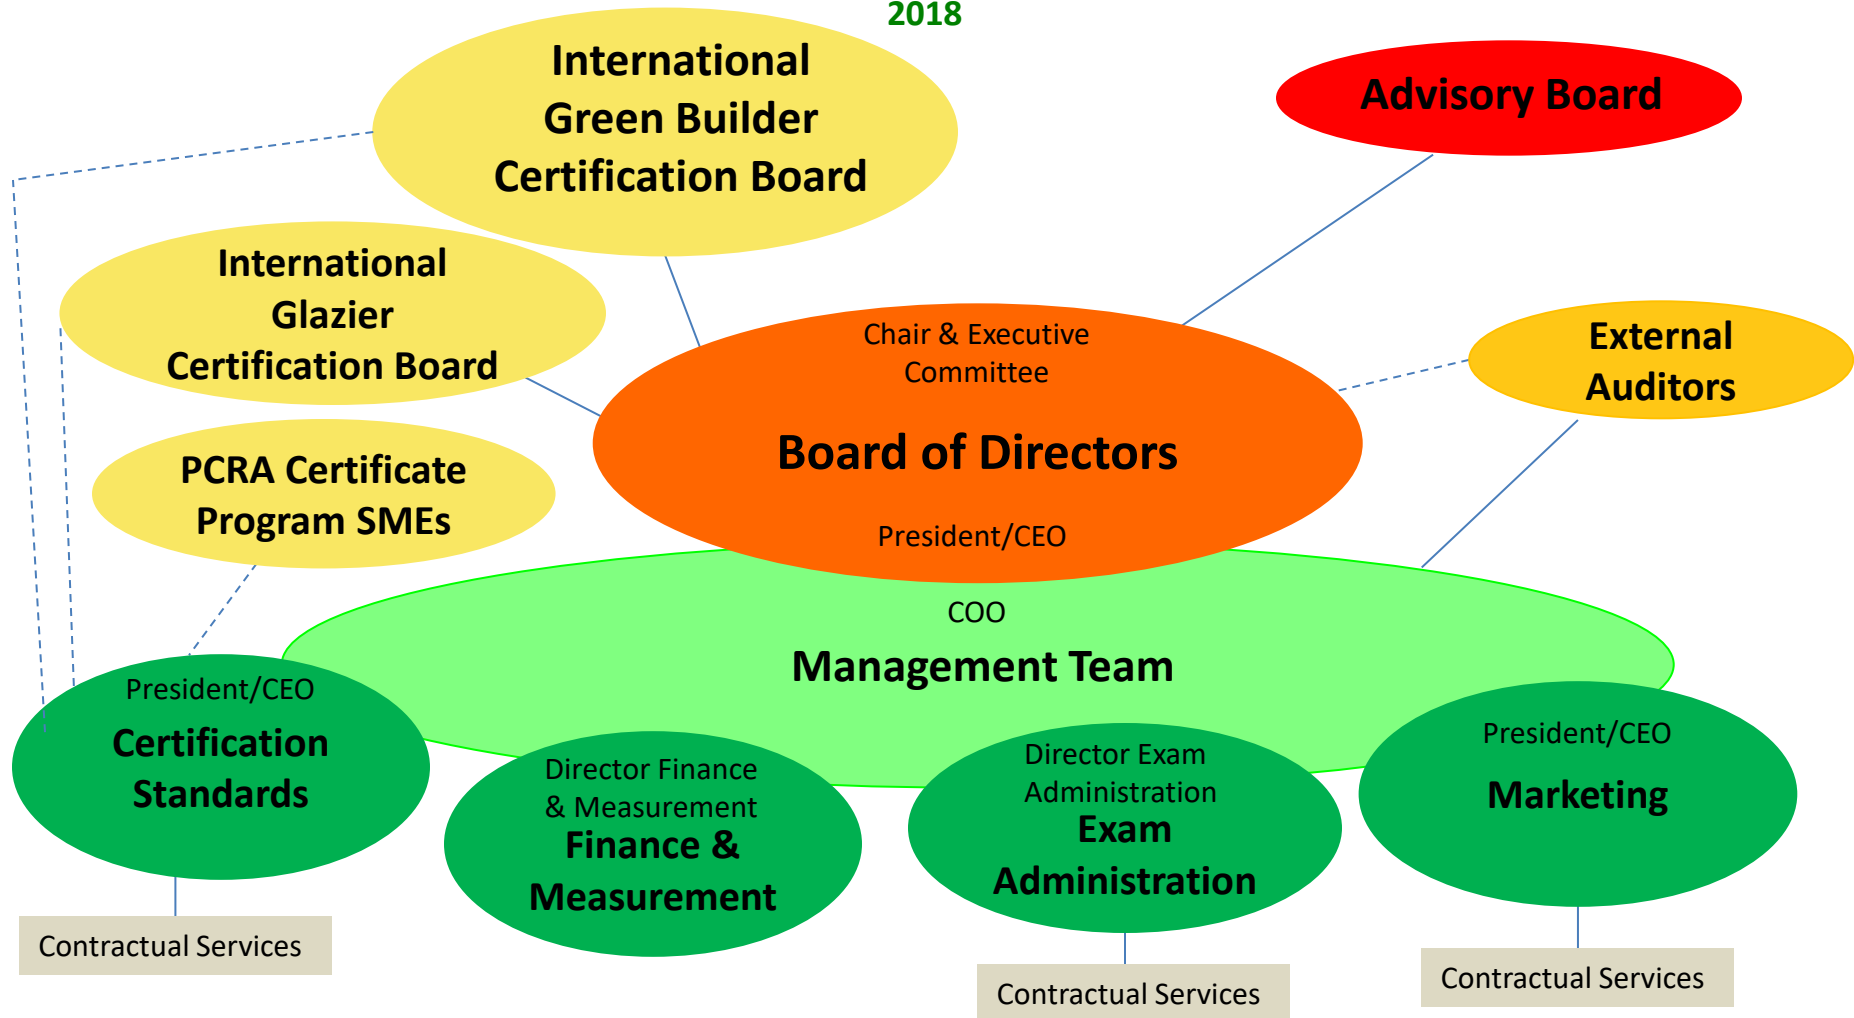 2018
International
Green Builder
Certification Board
Advisory Board
International
Glazier
Certification Board
Chair & Executive
Committee
Board of Directors
President/CEO
External
Auditors
PCRA Certificate
Program SMEs
COO
Management Team
President/CEO
Certification
Standards
Director Finance
& Measurement
Finance &
Measurement
Director Exam
Administration
Exam
Administration
President/CEO
Marketing
Contractual Services
Contractual Services
Contractual Services